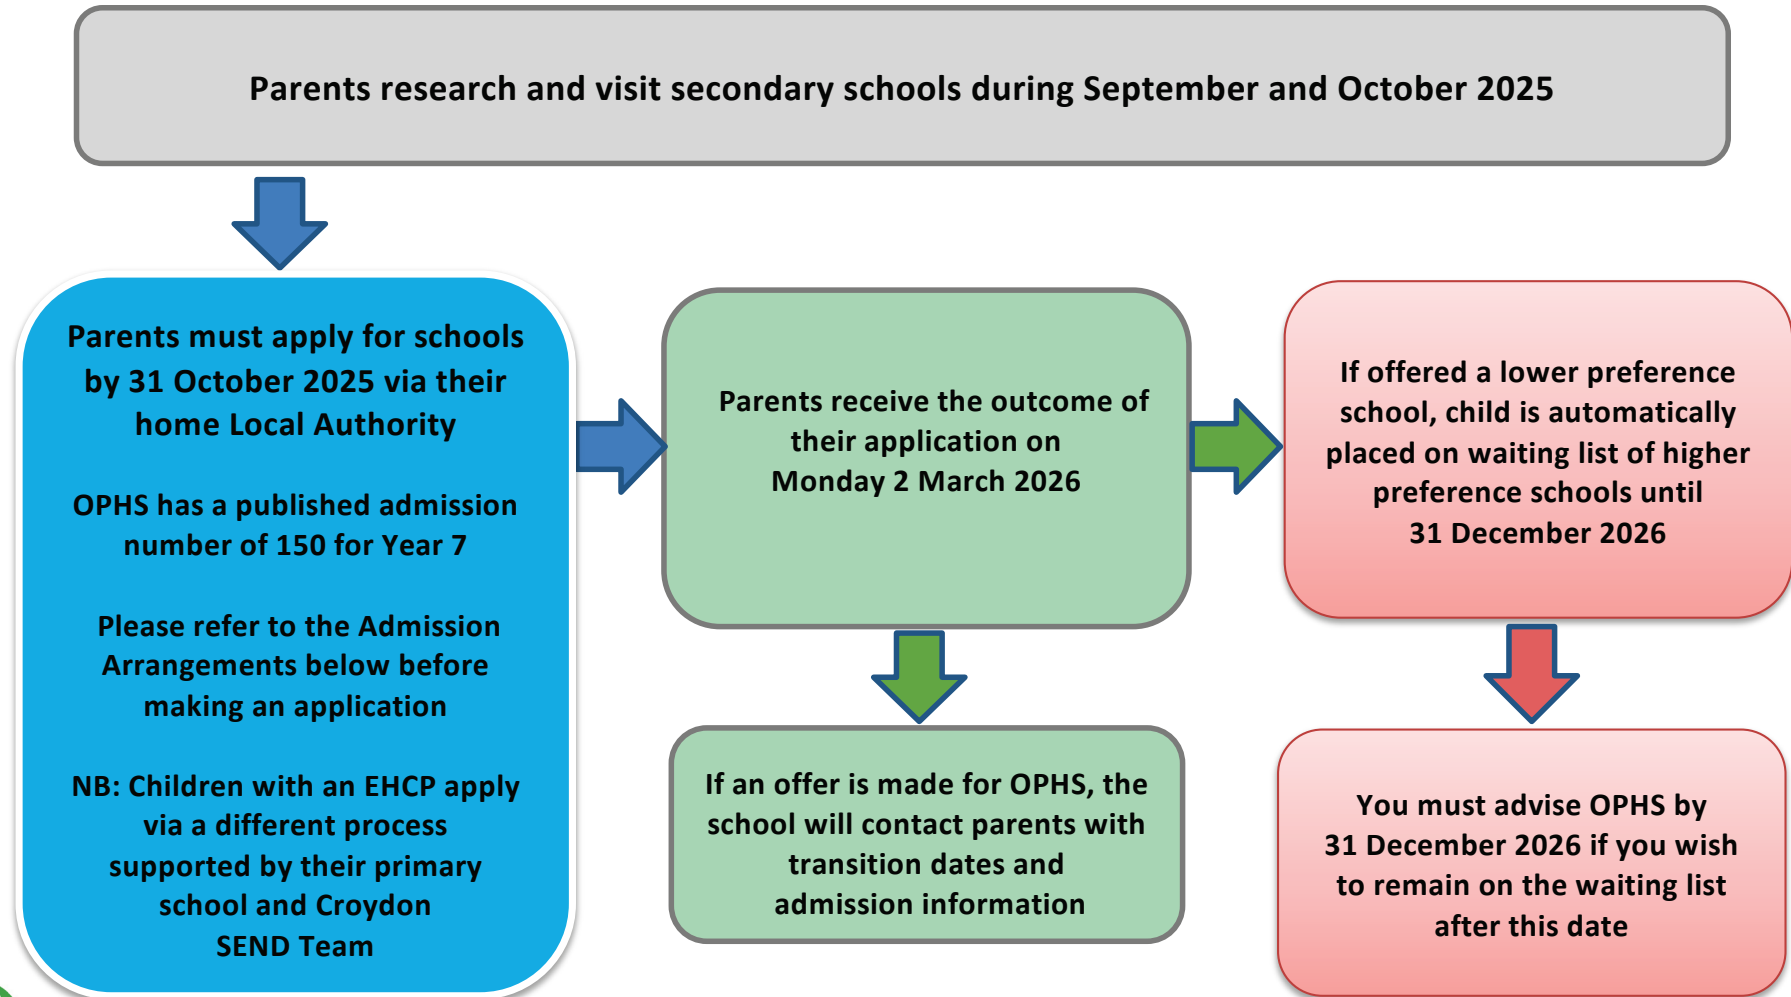 Parents research and visit secondary schools during September and October 2025
Parents must apply for schools
by 31 October 2025 via their
home Local Authority
OPHS has a published admission
number of 150 for Year 7
Please refer to the Admission
Arrangements below before
making an application
NB: Children with an EHCP apply
via a different process
supported by their primary
school and Croydon
SEND Team
Parents receive the outcome of
their application on
Monday 2 March 2026
If an offer is made for OPHS, the
school will contact parents with
transition dates and
admission information
If offered a lower preference
school, child is automatically
placed on waiting list of higher
preference schools until
31 December 2026
You must advise OPHS by
31 December 2026 if you wish
to remain on the waiting list
after this date